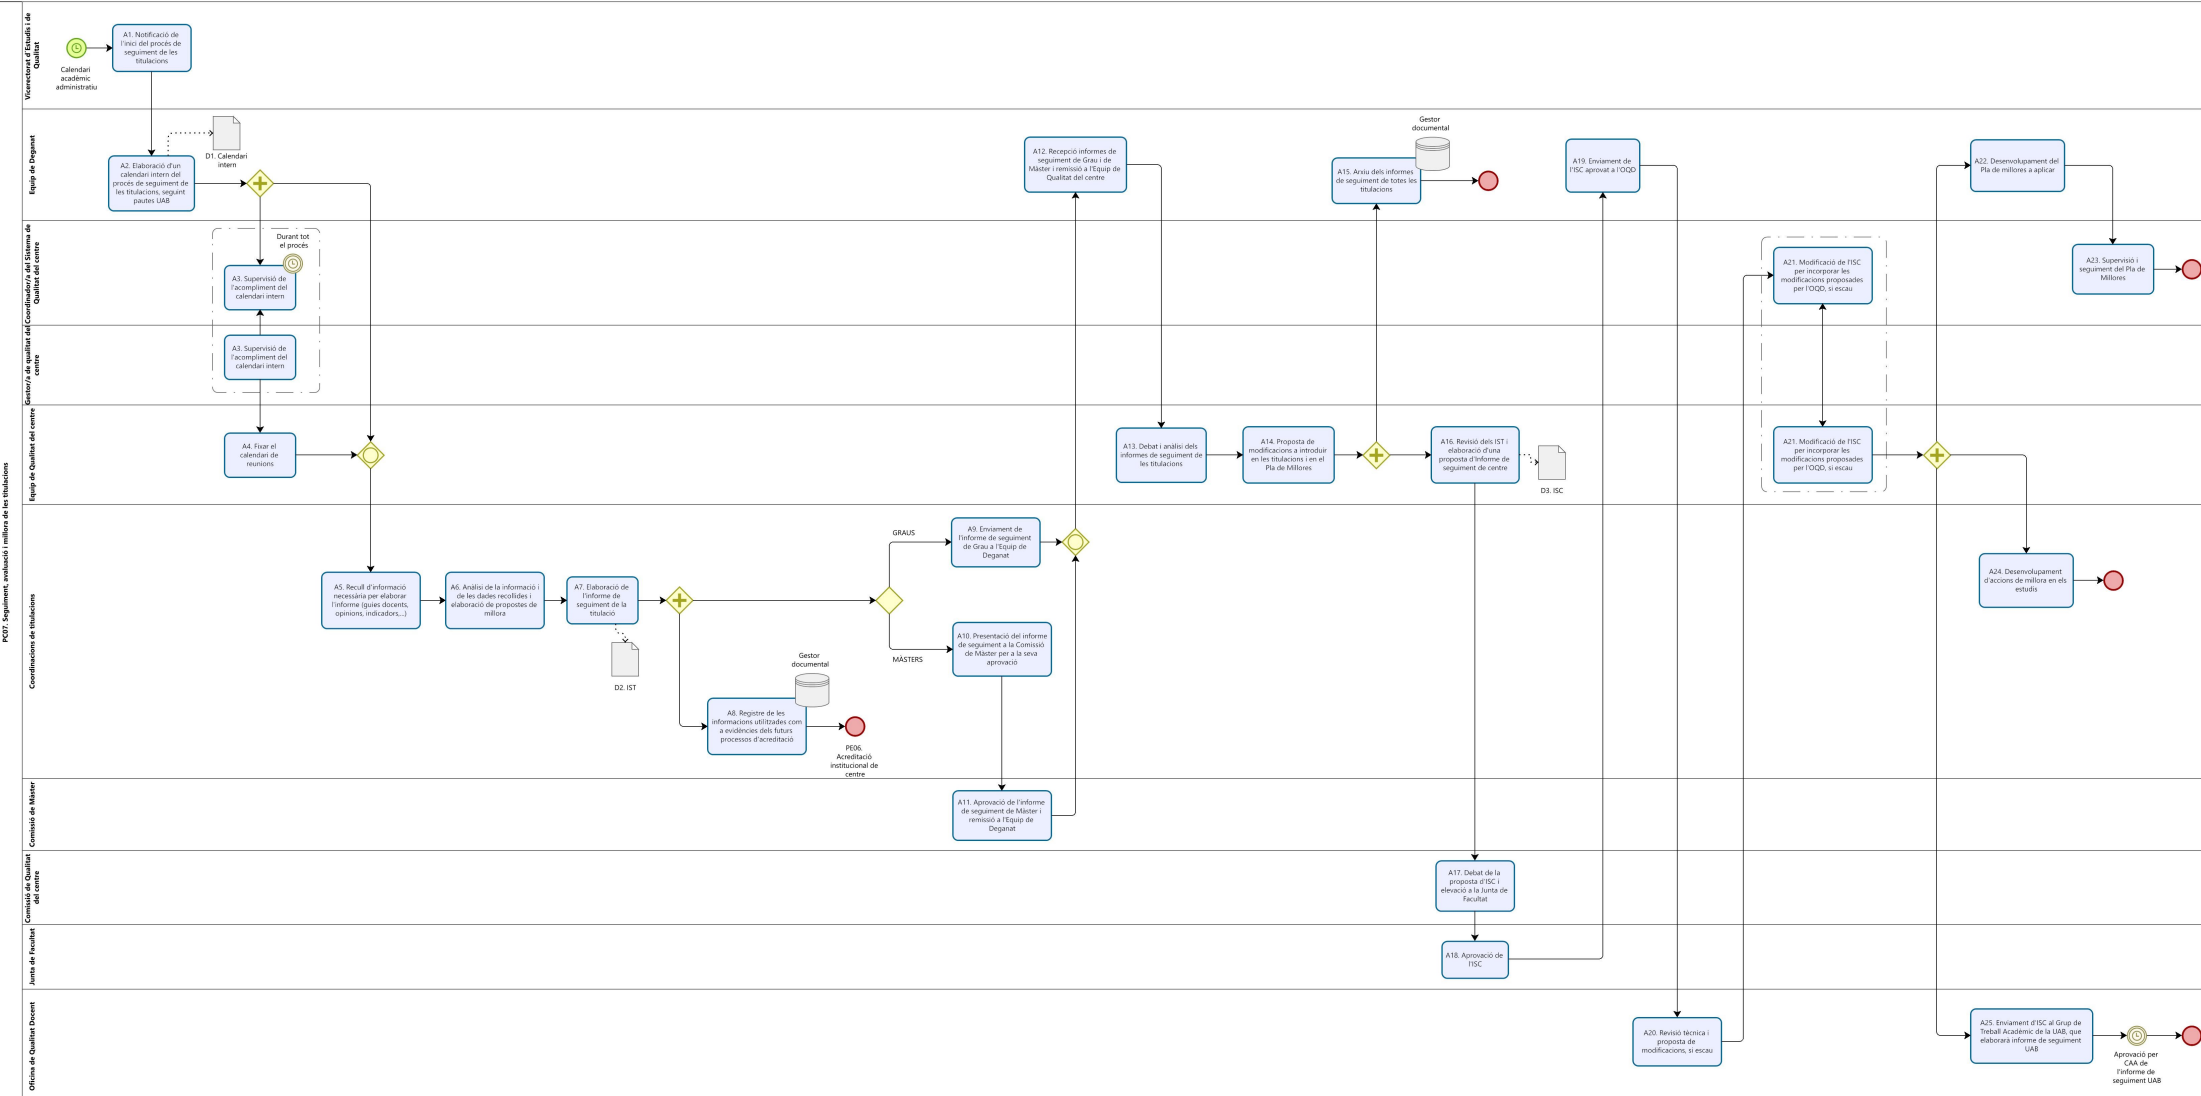 PC07. Seguiment, avaluació i millora de les titulacions
Vicerectorat d'Estudis i de
Qualitat
Calendari
acadèmic
administratiu
A1. Notificació de
l'inici del procés de
seguiment de les
titulacions
Equip de Deganat
A2. Elaboració d'un
calendari intern del
procés de seguiment de
les titulacions, seguint
pautes UAB
D1. Calendari
intern
A12. Recepció informes de
seguiment de Grau i de
Màster i remissió a l'Equip de
Qualitat del centre
Gestor
documental
A15. Arxiu dels informes
de seguiment de totes les
titulacions
A19. Enviament de
l'ISC aprovat a l'OQD
A22. Desenvolupament del
Pla de millores a aplicar
Coordinador/a del Sistema de
Qualitat del centre
Durant tot
el procés
A3. Supervisió de
l'acompliment del
calendari intern
A21. Modificació de l'ISC
per incorporar les
modificacions proposades
per l'OQD, si escau
A23. Supervisió i
seguiment del Pla de
Millores
Gestor/a de qualitat del
centre
A3. Supervisió de
l'acompliment del
calendari intern
Equip de Qualitat del centre
A4. Fixar el
calendari de
reunions
A13. Debat i anàlisi dels
informes de seguiment de
les titulacions
A14. Proposta de
modificacions a introduir
en les titulacions i en el
Pla de Millores
A16. Revisió dels IST i
elaboració d'una
proposta d'Informe de
seguiment de centre
D3. ISC
A21. Modificació de l'ISC
per incorporar les
modificacions proposades
per l'OQD, si escau
Coordinacions de titulacions
A5. Recull d'informació
necessària per elaborar
l'informe (guies docents,
opinions, indicadors,...)
A6. Anàlisi de la informació i
de les dades recollides i
elaboració de propostes de
millora
A7. Elaboració de
l'informe de
seguiment de la
titulació
D2. IST
Gestor
documental
A8. Registre de les
informacions utilitzades com
a evidències dels futurs
processos d'acreditació
PE06.
Acreditació
institucional de
centre
GRAUS
MÀSTERS
A9. Enviament de
l'informe de seguiment
de Grau a l'Equip de
Deganat
A10. Presentació del informe
de seguiment a la Comissió
de Màster per a la seva
aprovació
A24. Desenvolupament
d'accions de millora en els
estudis
Comissió de Màster
A11. Aprovació de l'informe
de seguiment de Màster i
remissió a l'Equip de
Deganat
Comissió de Qualitat
del centre
A17. Debat de la
proposta d'ISC i
elevació a la Junta de
Facultat
Junta de Facultat
A18. Aprovació de
l'ISC
Oficina de Qualitat Docent
A20. Revisió tècnica i
proposta de
modificacions, si escau
A25. Enviament d'ISC al Grup de
Treball Acadèmic de la UAB, que
elaborarà informe de seguiment
UAB
Aprovació per
CAA de
l'informe de
seguiment UAB